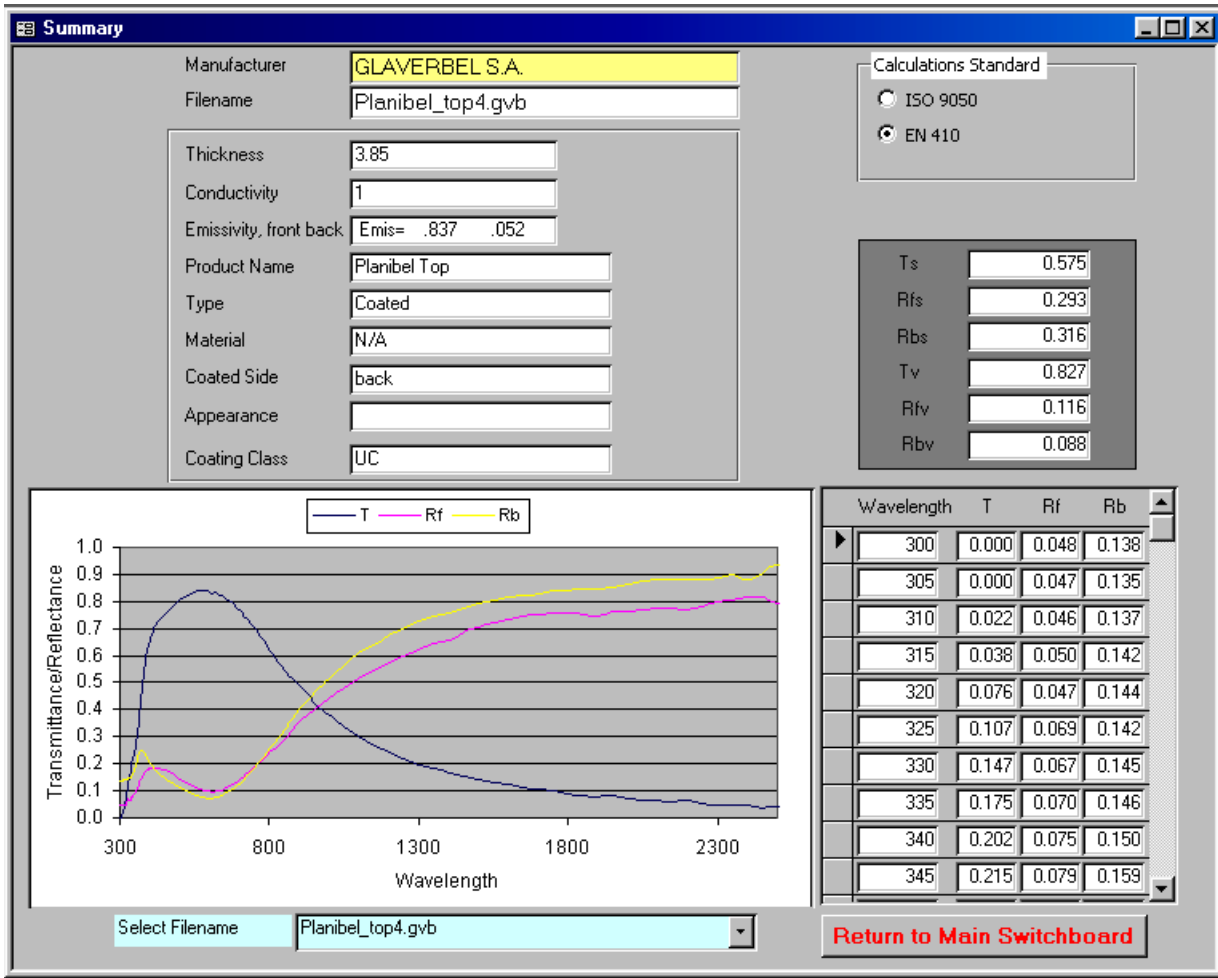 Summary
Manufacturer GLAVERBEL S.A.
Filename Planibel_top4.gvb
Calculations Standard
ISO 9050
EN 410
Thickness 3.85
Conductivity 1
Emissivity, front back Emis= .837 .052
Product Name Planibel Top
Type Coated
Material N/A
Coated Side back
Appearance
Coating Class UC
Ts 0.575
Rfs 0.293
Rbs 0.316
Tv 0.827
Rfv 0.116
Rbv 0.088
T Rf Rb
Transmittance/Reflectance
1.0
0.9
0.8
0.7
0.6
0.5
0.4
0.3
0.2
0.1
0.0
300 800 1300 1800 2300
Wavelength
Wavelength T Rf Rb
300 0.000 0.048 0.138
305 0.000 0.047 0.135
310 0.022 0.046 0.137
315 0.038 0.050 0.142
320 0.076 0.047 0.144
325 0.107 0.069 0.142
330 0.147 0.067 0.145
335 0.175 0.070 0.146
340 0.202 0.075 0.150
345 0.215 0.079 0.159
Select Filename Planibel_top4.gvb
Return to Main Switchboard